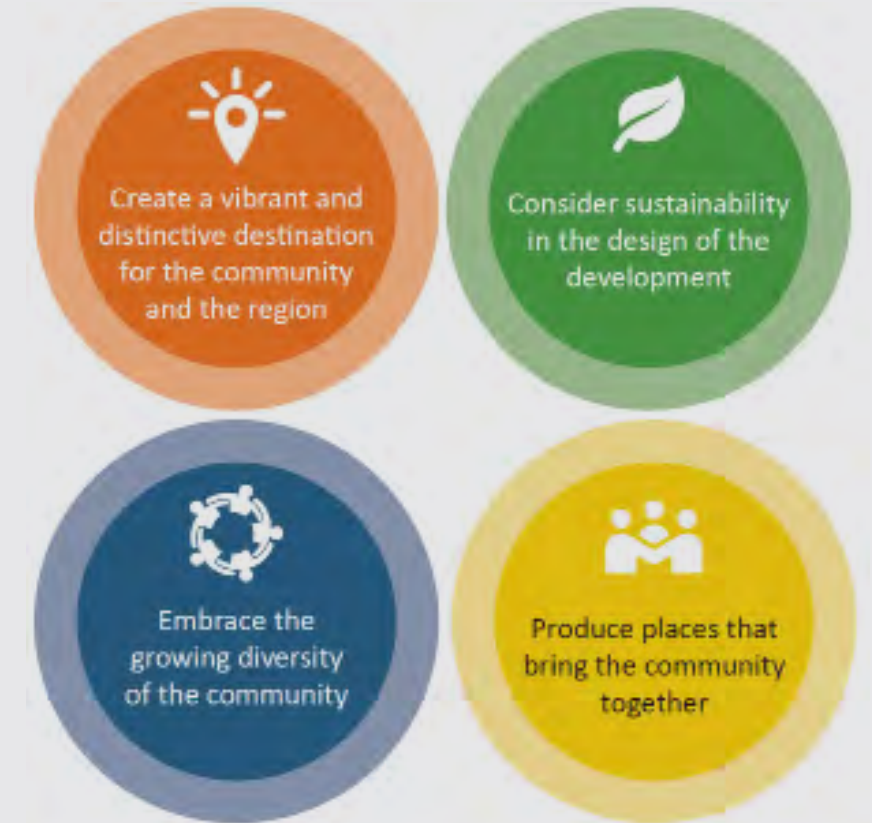 Create a vibrant and
distinctive destination
for the community
and the region
Consider sustainability
in the design of the
development
Embrace the
growing diversity
of the community
Produce places that
bring the community
together